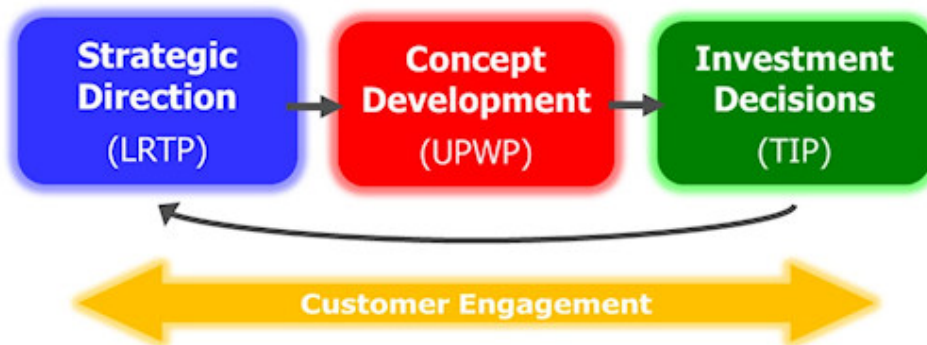 Strategic
Direction
(LRTP)
Concept
Development
(UPWP)
Investment
Decisions
(TIP)
Customer Engagement